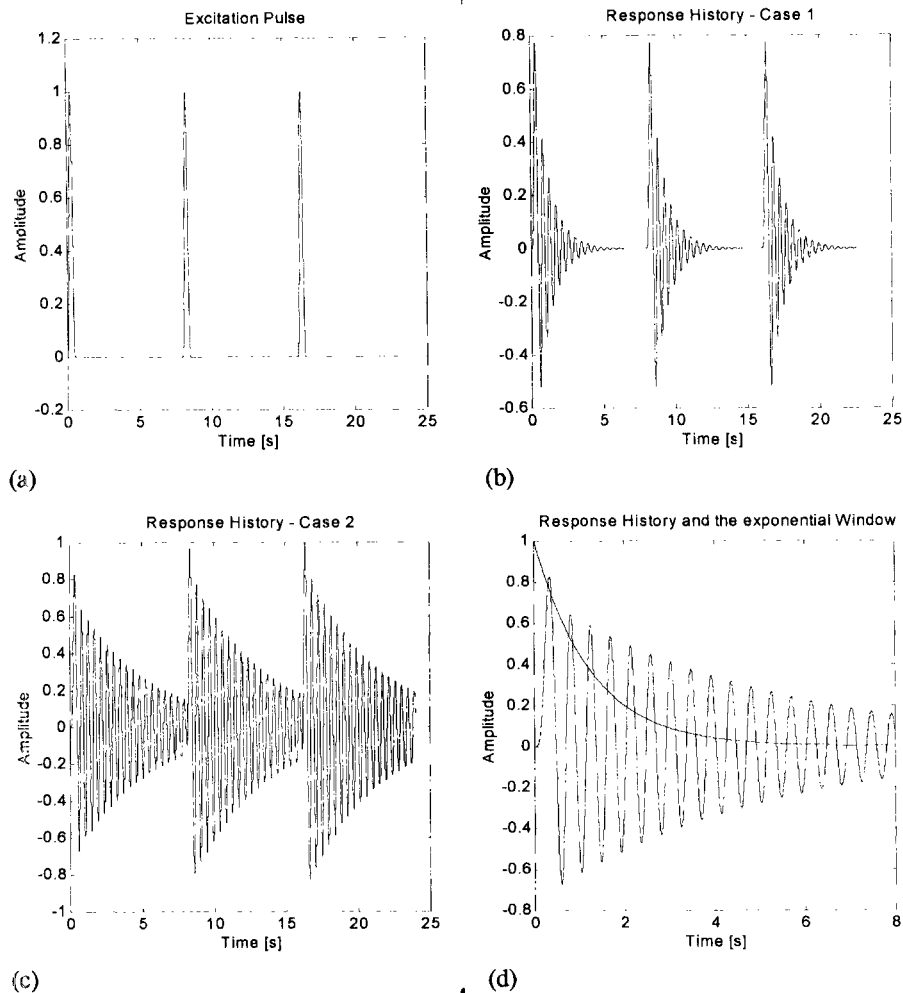 Excitation Pulse
1.2
1
0.8
0.6
0.4
0.2
0
-0.2
Amplitude
0 5 10 15 20 25
Time [s]
(a)
Response History - Case 1
0.8
0.6
0.4
0.2
0
-0.2
-0.4
-0.6
Amplitude
0 5 10 15 20 25
Time [s]
(b)
Response History - Case 2
1
0.8
0.6
0.4
0.2
0
-0.2
-0.4
-0.6
-0.8
-1
Amplitude
0 5 10 15 20 25
Time [s]
(c)
Response History and the exponential Window
1
0.8
0.6
0.4
0.2
0
-0.2
-0.4
-0.6
-0.8
Amplitude
0 2 4 6 8
Time [s]
(d)